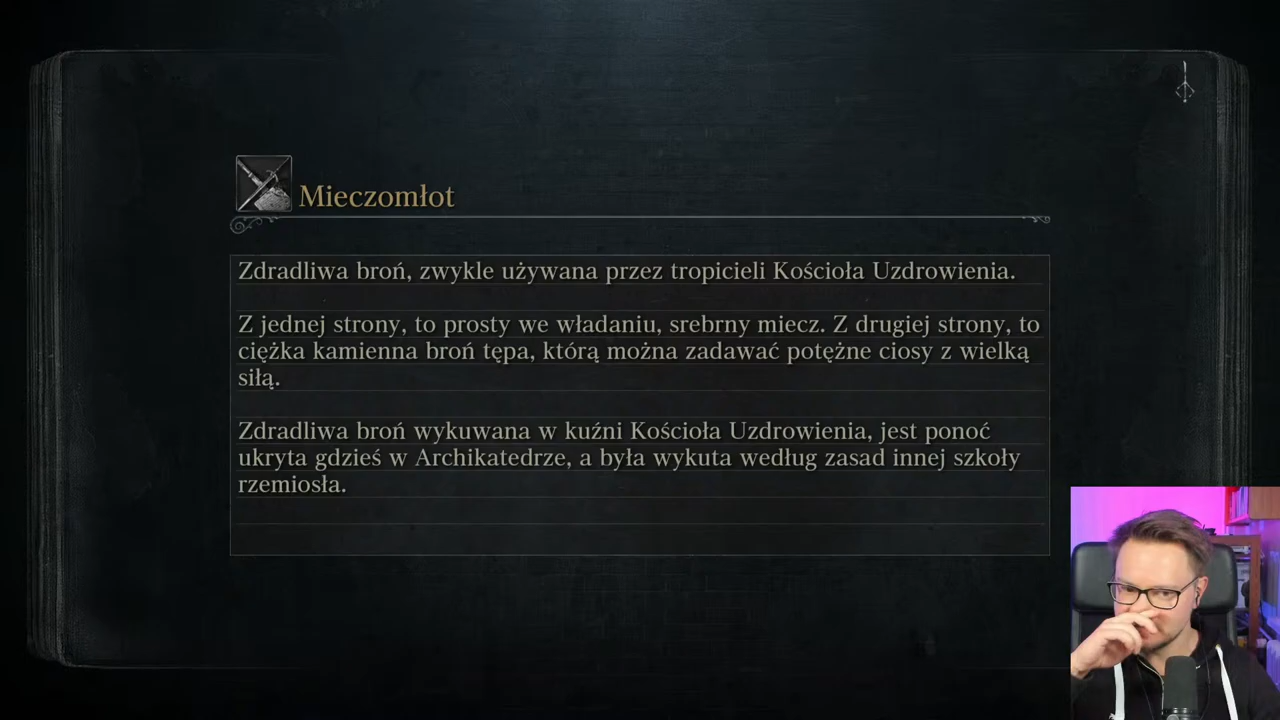 Mieczomłot
Zdradliwa broń, zwykle używana przez tropicieli Kościoła Uzdrowienia.
Z jednej strony, to prosty we władaniu, srebrny miecz. Z drugiej strony, to
ciężka kamienna broń tępa, którą można zadawać potężne ciosy z wielką
siłą.
Zdradliwa broń wykuwana w kuźni Kościoła Uzdrowienia, jest ponoć
ukryta gdzieś w Archikatedrze, a była wykuta według zasad innej szkoły
rzemiosła.